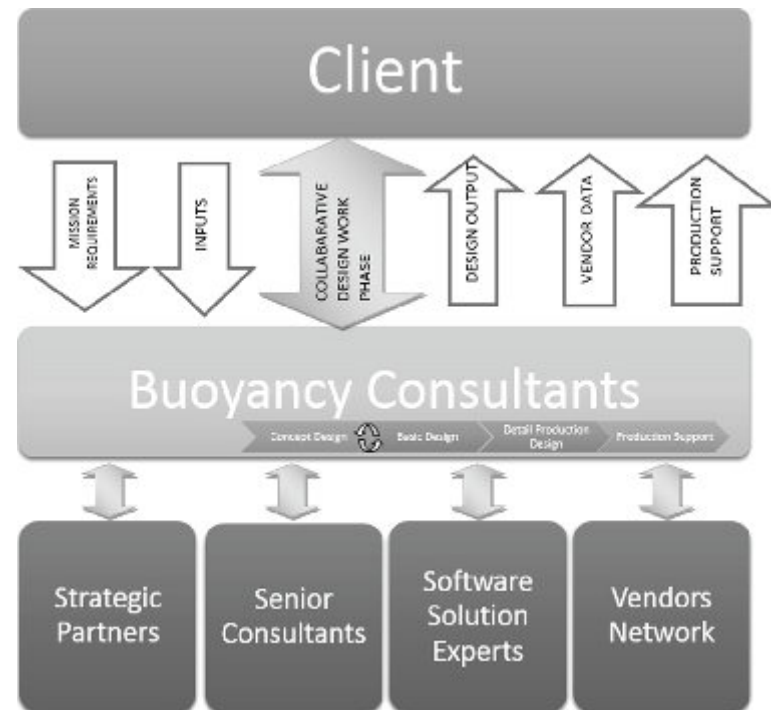 Client
MISSION
REQUIREMENTS
INPUTS
COLLABARATIVE
DESIGN WORK
PHASE
DESIGN OUTPUT
VENDOR DATA
PRODUCTION
SUPPORT
Buoyancy Consultants
Concept Design
Basic Design
Detail Production
Design
Production Support
Strategic
Partners
Senior
Consultants
Software
Solution
Experts
Vendors
Network